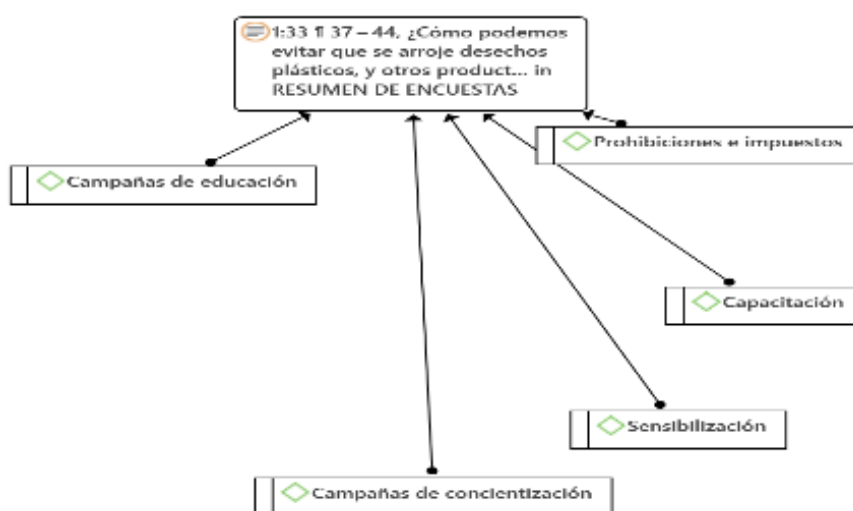 1:33 ¶ 37 – 44, ¿Cómo podemos
evitar que se arroje desechos
plásticos, y otros product... in
RESUMEN DE ENCUESTAS
Prohibiciones e impuestos
Campañas de educación
Capacitación
Sensibilización
Campañas de concientización